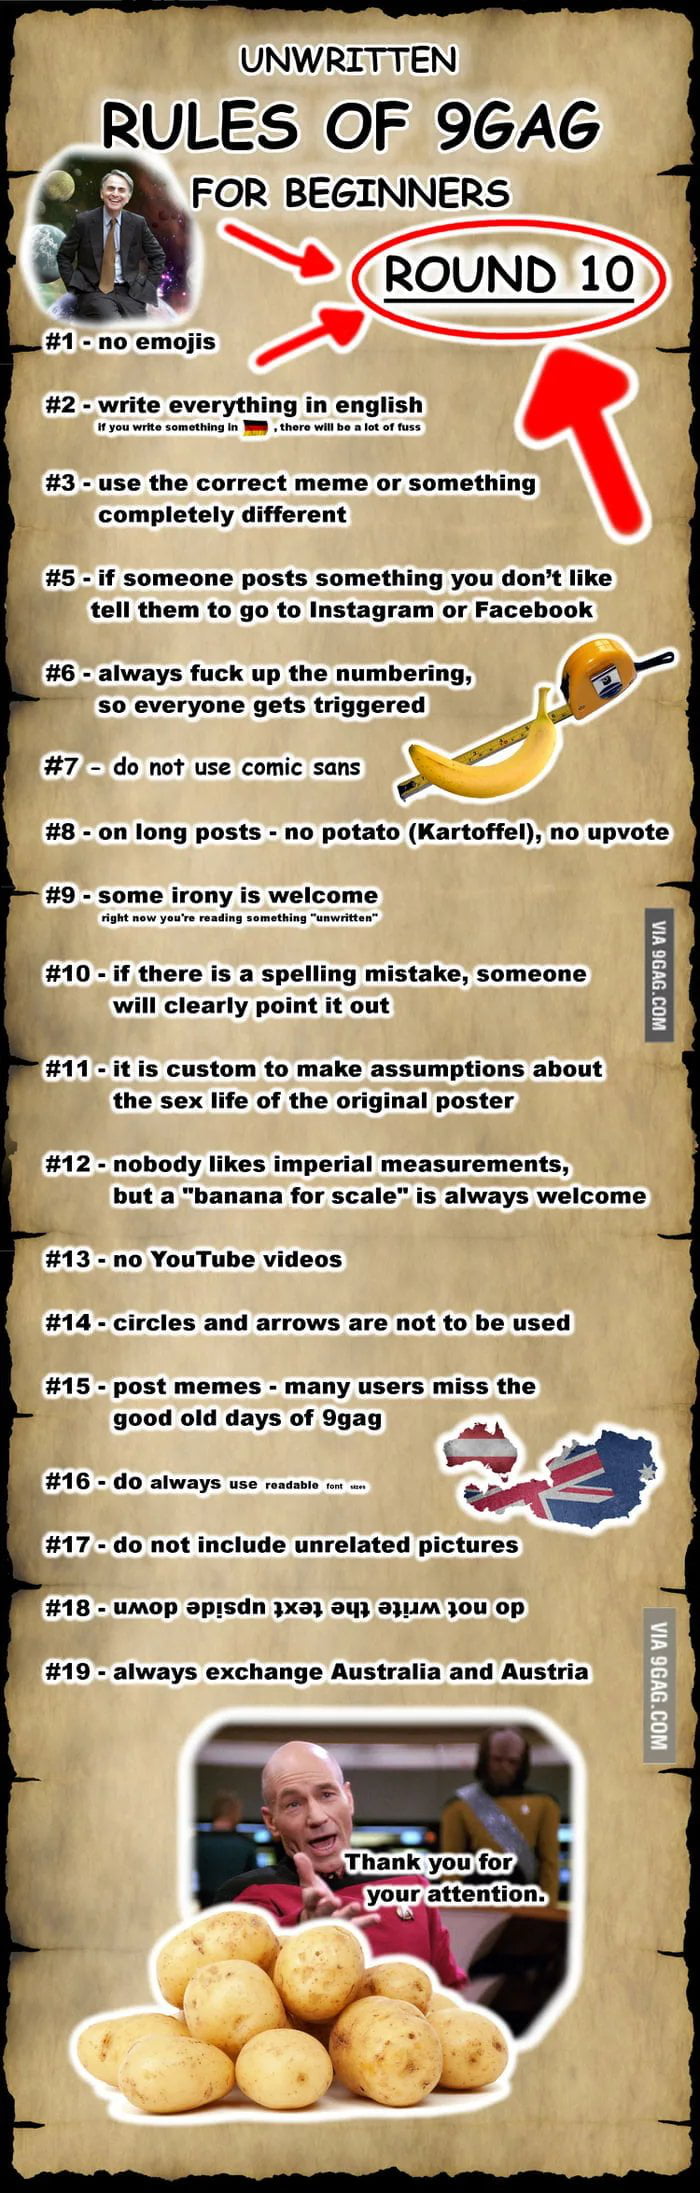 UNWRITTEN
RULES OF 9GAG
FOR BEGINNERS
ROUND 10
#1 - no emojis
#2 - write everything in english
if you write something in , there will be a lot of fuss
#3 - use the correct meme or something
completely different
#5 - if someone posts something you don't like
tell them to go to Instagram or Facebook
#6 - always fuck up the numbering,
so everyone gets triggered
#7 - do not use comic sans
#8 - on long posts - no potato (Kartoffel), no upvote
#9 - some irony is welcome
right now you're reading something "unwritten"
VIA 9GAG.COM
#10 - if there is a spelling mistake, someone
will clearly point it out
#11 - it is custom to make assumptions about
the sex life of the original poster
#12 - nobody likes imperial measurements,
but a "banana for scale" is always welcome
#13 - no YouTube videos
#14 - circles and arrows are not to be used
#15 - post memes - many users miss the
good old days of 9gag
#16 - do always use readable font sizes
#17 - do not include unrelated pictures
#18 - do not write the text upside down
VIA 9GAG.COM
#19 - always exchange Australia and Austria
Thank you for
your attention.